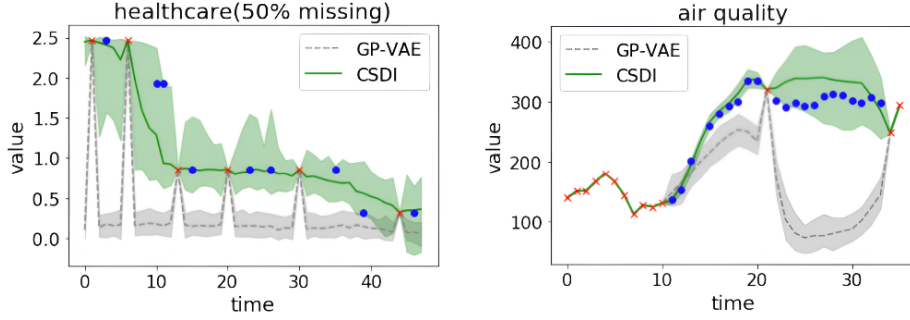 healthcare(50% missing)
2.5
2.0
1.5
1.0
0.5
0.0
value
GP-VAE
CSDI
0
10
20
30
40
time
air quality
400
300
200
100
value
GP-VAE
CSDI
0
10
20
30
time